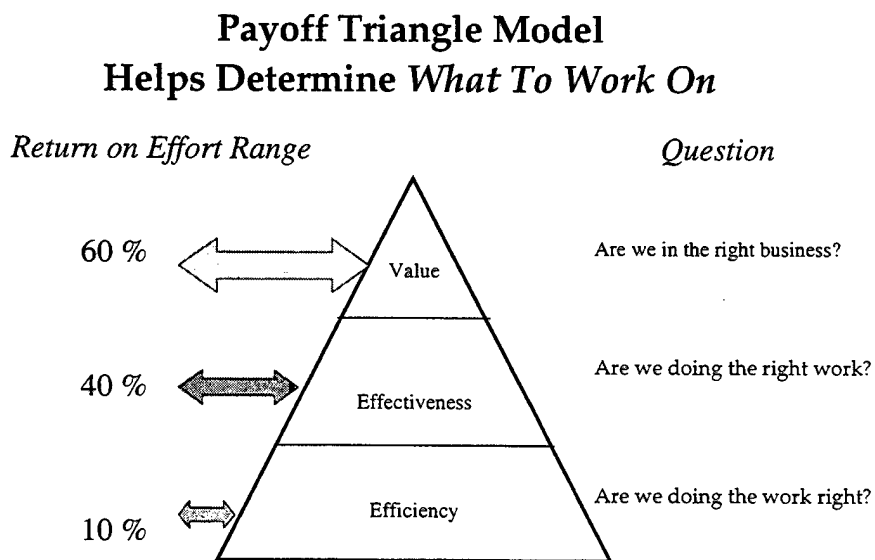 Payoff Triangle Model
Helps Determine What To Work On
Return on Effort Range
Question
60 %
Value
Are we in the right business?
40 %
Effectiveness
Are we doing the right work?
10 %
Efficiency
Are we doing the work right?